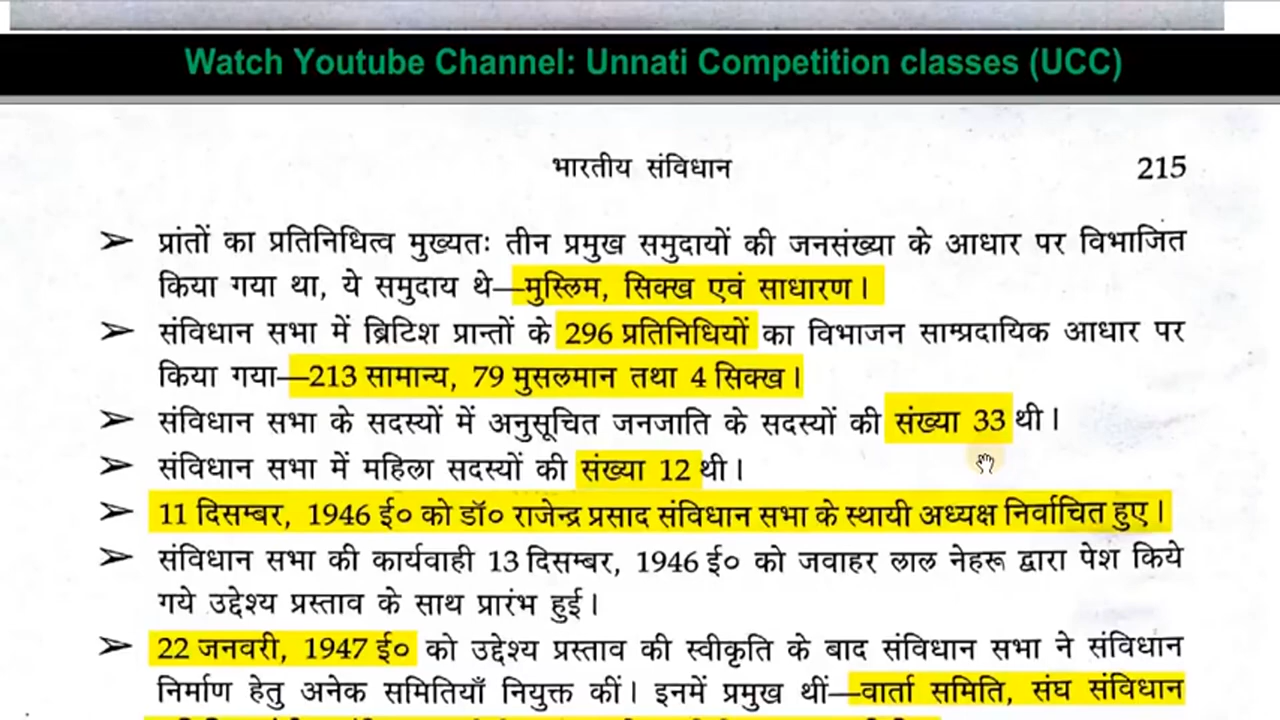 Watch Youtube Channel: Unnati Competition classes (UCC)
भारतीय संविधान 215
➢ प्रांतों का प्रतिनिधित्व मुख्यतः तीन प्रमुख समुदायों की जनसंख्या के आधार पर विभाजित
किया गया था, ये समुदाय थे—मुस्लिम, सिक्ख एवं साधारण।
➢ संविधान सभा में ब्रिटिश प्रान्तों के 296 प्रतिनिधियों का विभाजन साम्प्रदायिक आधार पर
किया गया—213 सामान्य, 79 मुसलमान तथा 4 सिक्ख।
➢ संविधान सभा के सदस्यों में अनुसूचित जनजाति के सदस्यों की संख्या 33 थी।
➢ संविधान सभा में महिला सदस्यों की संख्या 12 थी।
➢ 11 दिसम्बर, 1946 ई० को डॉ० राजेन्द्र प्रसाद संविधान सभा के स्थायी अध्यक्ष निर्वाचित हुए।
➢ संविधान सभा की कार्यवाही 13 दिसम्बर, 1946 ई० को जवाहर लाल नेहरू द्वारा पेश किये
गये उद्देश्य प्रस्ताव के साथ प्रारंभ हुई।
➢ 22 जनवरी, 1947 ई० को उद्देश्य प्रस्ताव की स्वीकृति के बाद संविधान सभा ने संविधान
निर्माण हेतु अनेक समितियाँ नियुक्त कीं। इनमें प्रमुख थीं—वार्ता समिति, संघ संविधान